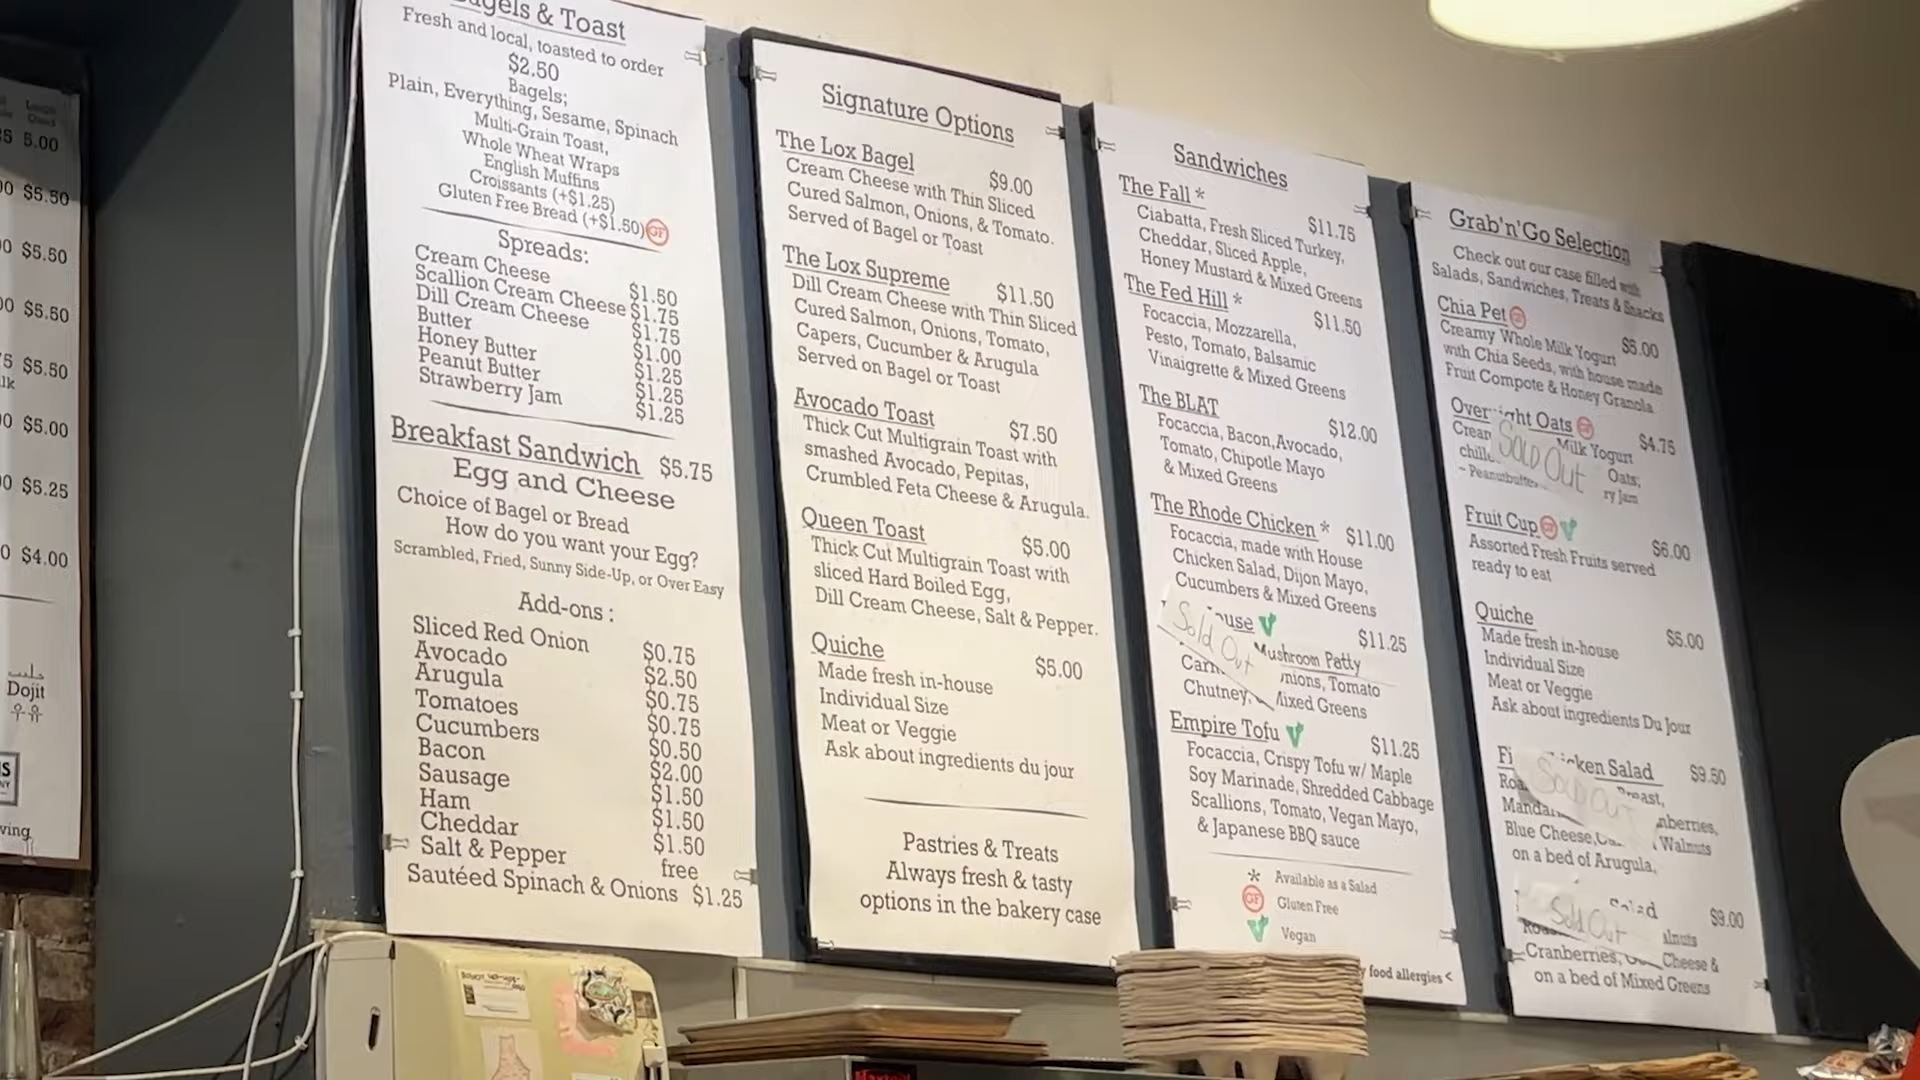 5.00
$5.50
$5.50
$5.50
$5.50
$5.00
$5.25
$4.00
Dojit
ving
Bagels & Toast
Fresh and local, toasted to order
$2.50
Bagels;
Plain, Everything, Sesame, Spinach
Multi-Grain Toast,
Whole Wheat Wraps
English Muffins
Croissants (+$1.25)
Gluten Free Bread (+$1.50) GF
Spreads:
Cream Cheese $1.50
Scallion Cream Cheese $1.75
Dill Cream Cheese $1.75
Butter $1.00
Honey Butter $1.25
Peanut Butter $1.25
Strawberry Jam $1.25
Breakfast Sandwich $5.75
Egg and Cheese
Choice of Bagel or Bread
How do you want your Egg?
Scrambled, Fried, Sunny Side-Up, or Over Easy
Add-ons :
Sliced Red Onion $0.75
Avocado $2.50
Arugula $0.75
Tomatoes $0.75
Cucumbers $0.50
Bacon $2.00
Sausage $1.50
Ham $1.50
Cheddar $1.50
Salt & Pepper free
Sautéed Spinach & Onions $1.25
Signature Options
The Lox Bagel $9.00
Cream Cheese with Thin Sliced
Cured Salmon, Onions, & Tomato.
Served of Bagel or Toast
The Lox Supreme $11.50
Dill Cream Cheese with Thin Sliced
Cured Salmon, Onions, Tomato,
Capers, Cucumber & Arugula
Served on Bagel or Toast
Avocado Toast $7.50
Thick Cut Multigrain Toast with
smashed Avocado, Pepitas,
Crumbled Feta Cheese & Arugula.
Queen Toast $5.00
Thick Cut Multigrain Toast with
sliced Hard Boiled Egg,
Dill Cream Cheese, Salt & Pepper.
Quiche $5.00
Made fresh in-house
Individual Size
Meat or Veggie
Ask about ingredients du jour
Pastries & Treats
Always fresh & tasty
options in the bakery case
Sandwiches
The Fall * $11.75
Ciabatta, Fresh Sliced Turkey,
Cheddar, Sliced Apple,
Honey Mustard & Mixed Greens
The Fed Hill * $11.50
Focaccia, Mozzarella,
Pesto, Tomato, Balsamic
Vinaigrette & Mixed Greens
The BLAT $12.00
Focaccia, Bacon, Avocado,
Tomato, Chipotle Mayo
& Mixed Greens
The Rhode Chicken * $11.00
Focaccia, made with House
Chicken Salad, Dijon Mayo,
Cucumbers & Mixed Greens
Sold Out
ouse V $11.25
Mushroom Patty
nions, Tomato
Chutney, Mixed Greens
Empire Tofu V $11.25
Focaccia, Crispy Tofu w/ Maple
Soy Marinade, Shredded Cabbage
Scallions, Tomato, Vegan Mayo,
& Japanese BBQ sauce
* Available as a Salad
GF Gluten Free
V Vegan
y food allergies <
Grab'n'Go Selection
Check out our case filled with
Salads, Sandwiches, Treats & Snacks
Chia Pet GF $5.00
Creamy Whole Milk Yogurt
with Chia Seeds, with house made
Fruit Compote & Honey Granola
Overnight Oats GF $4.75
Sold Out
Milk Yogurt
Oats,
ry Jam
Fruit Cup GF V $6.00
Assorted Fresh Fruits served
ready to eat
Quiche $5.00
Made fresh in-house
Individual Size
Meat or Veggie
Ask about ingredients Du Jour
Chicken Salad $9.50
Sold Out
Breast,
nberries,
Blue Cheese, Walnuts
on a bed of Arugula,
Salad $9.00
Sold Out
alnuts
Cranberries, Cheese &
on a bed of Mixed Greens